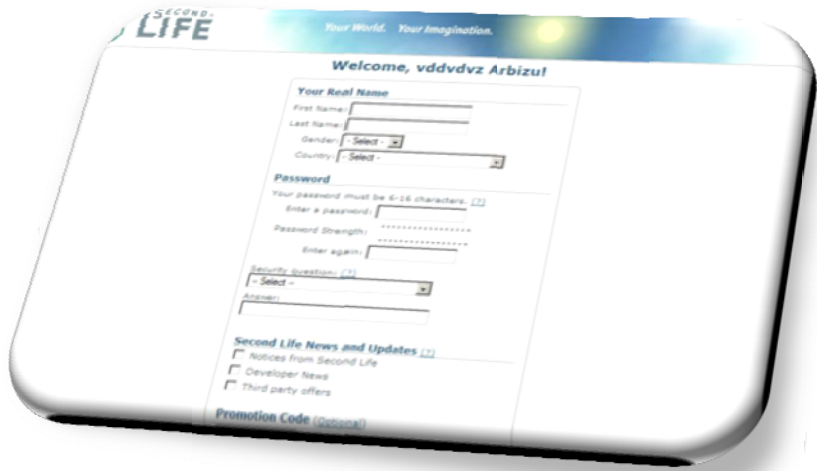 SECOND
LIFE
Your World. Your Imagination.
Welcome, vddvdvz Arbizu!
Your Real Name
First Name:
Last Name:
Gender: - Select -
Country: - Select -
Password
Your password must be 6-16 characters. [?]
Enter a password:
Password Strength:
Enter again:
Security question: [?]
-- Select --
Answer:
Second Life News and Updates [?]
Notices from Second Life
Developer News
Third party offers
Promotion Code (Optional)